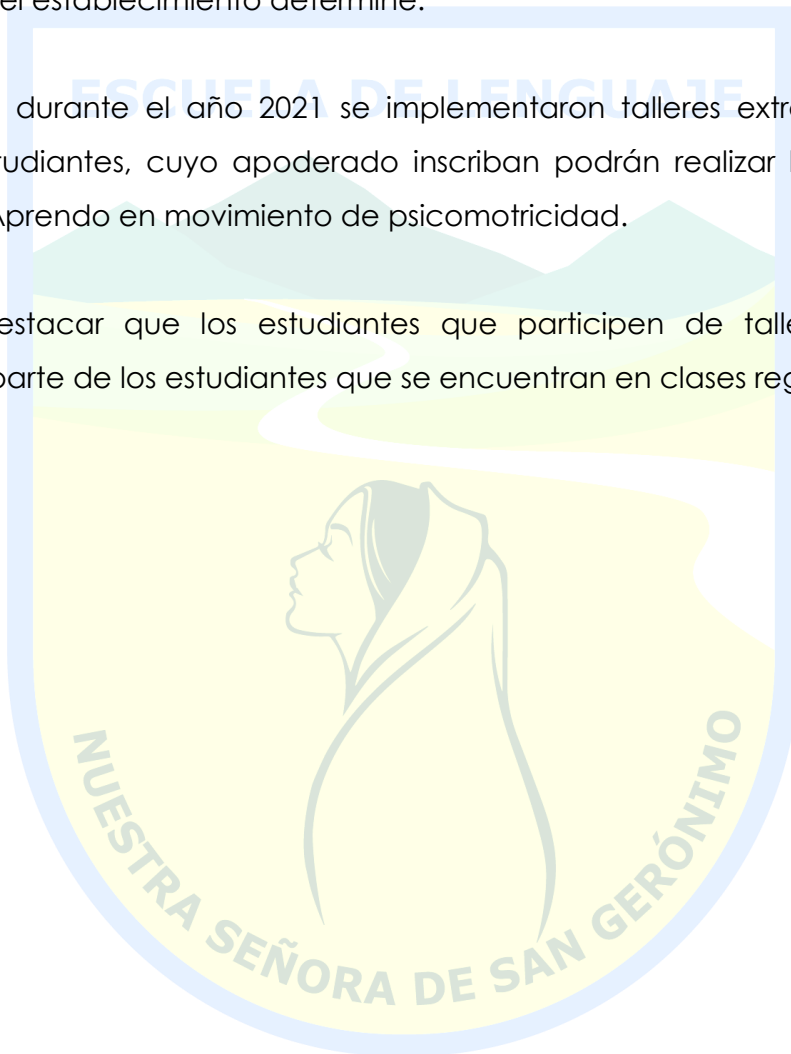 el establecimiento determine.
ESCUELA DE LENGUAJE
durante el año 2021 se implementaron talleres extr
tudiantes, cuyo apoderado inscriban podrán realizar
Aprendo en movimiento de psicomotricidad.
estacar que los estudiantes que participen de talle
parte de los estudiantes que se encuentran en clases reg
NUESTRA SEÑORA DE SAN GERÓNIMO